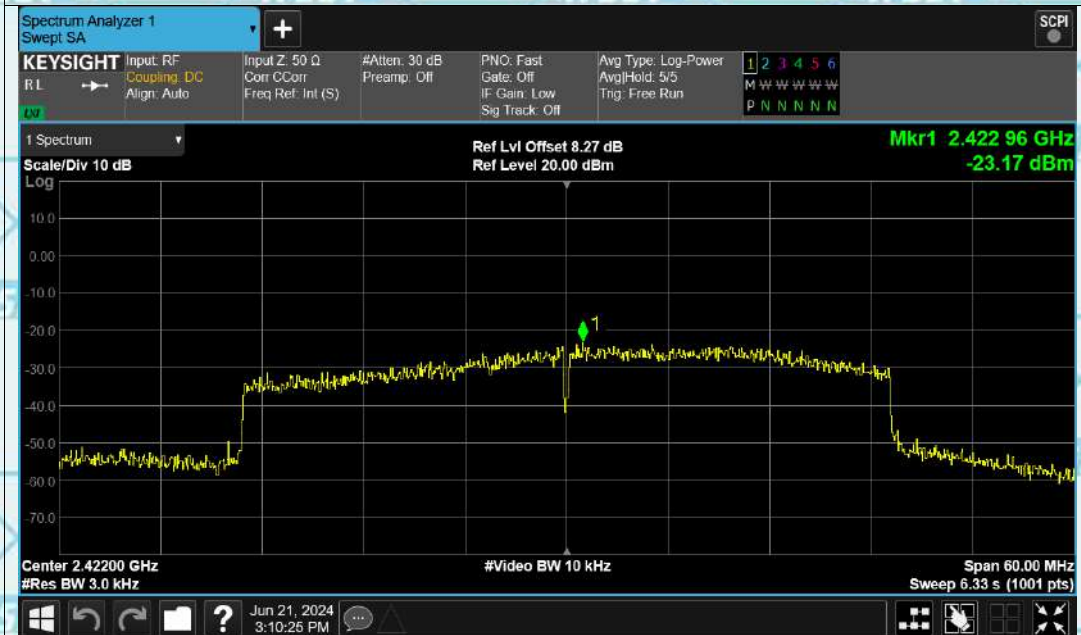 Spectrum Analyzer 1
Swept SA
+
SCPI
KEYSIGHT
R L
LXI
Input: RF
Coupling: DC
Align: Auto
Input Z: 50 Ω
Corr CCorr
Freq Ref: Int (S)
#Atten: 30 dB
Preamp: Off
PNO: Fast
Gate: Off
IF Gain: Low
Sig Track: Off
Avg Type: Log-Power
Avg|Hold: 5/5
Trig: Free Run
1 2 3 4 5 6
M W W W W W
P N N N N N
1 Spectrum
Scale/Div 10 dB
Ref Lvl Offset 8.27 dB
Ref Level 20.00 dBm
Mkr1 2.422 96 GHz
-23.17 dBm
Log
10.0
0.00
-10.0
-20.0
1
-30.0
-40.0
-50.0
-60.0
-70.0
Center 2.42200 GHz
#Res BW 3.0 kHz
#Video BW 10 kHz
Span 60.00 MHz
Sweep 6.33 s (1001 pts)
?
Jun 21, 2024
3:10:25 PM